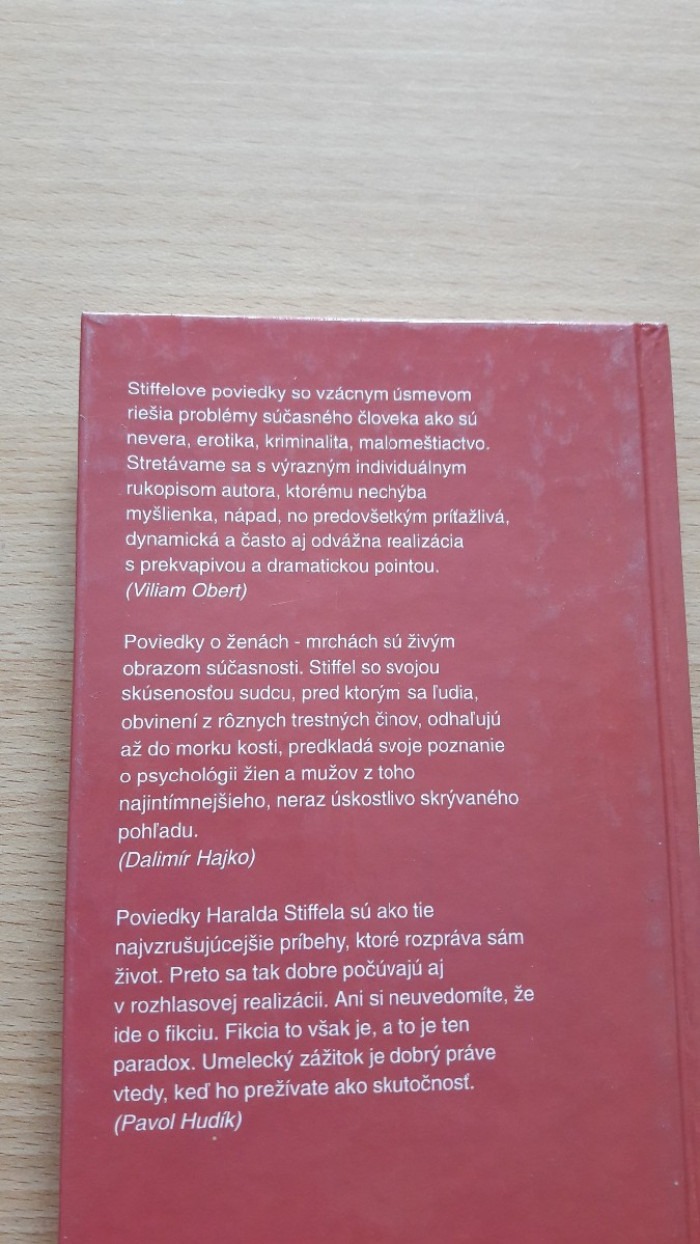 Stiffelove poviedky so vzácnym úsmevom
riešia problémy súčasného človeka ako sú
nevera, erotika, kriminalita, malomeštiactvo.
Stretávame sa s výrazným individuálnym
rukopisom autora, ktorému nechýba
myšlienka, nápad, no predovšetkým príťažlivá,
dynamická a často aj odvážna realizácia
s prekvapivou a dramatickou pointou.
(Viliam Obert)
Poviedky o ženách - mrchách sú živým
obrazom súčasnosti. Stiffel so svojou
skúsenosťou sudcu, pred ktorým sa ľudia,
obvinení z rôznych trestných činov, odhaľujú
až do morku kosti, predkladá svoje poznanie
o psychológii žien a mužov z toho
najintímnejšieho, neraz úskostlivo skrývaného
pohľadu.
(Dalimír Hajko)
Poviedky Haralda Stiffela sú ako tie
najvzrušujúcejšie príbehy, ktoré rozpráva sám
život. Preto sa tak dobre počúvajú aj
v rozhlasovej realizácii. Ani si neuvedomíte, že
ide o fikciu. Fikcia to však je, a to je ten
paradox. Umelecký zážitok je dobrý práve
vtedy, keď ho prežívate ako skutočnosť.
(Pavol Hudík)